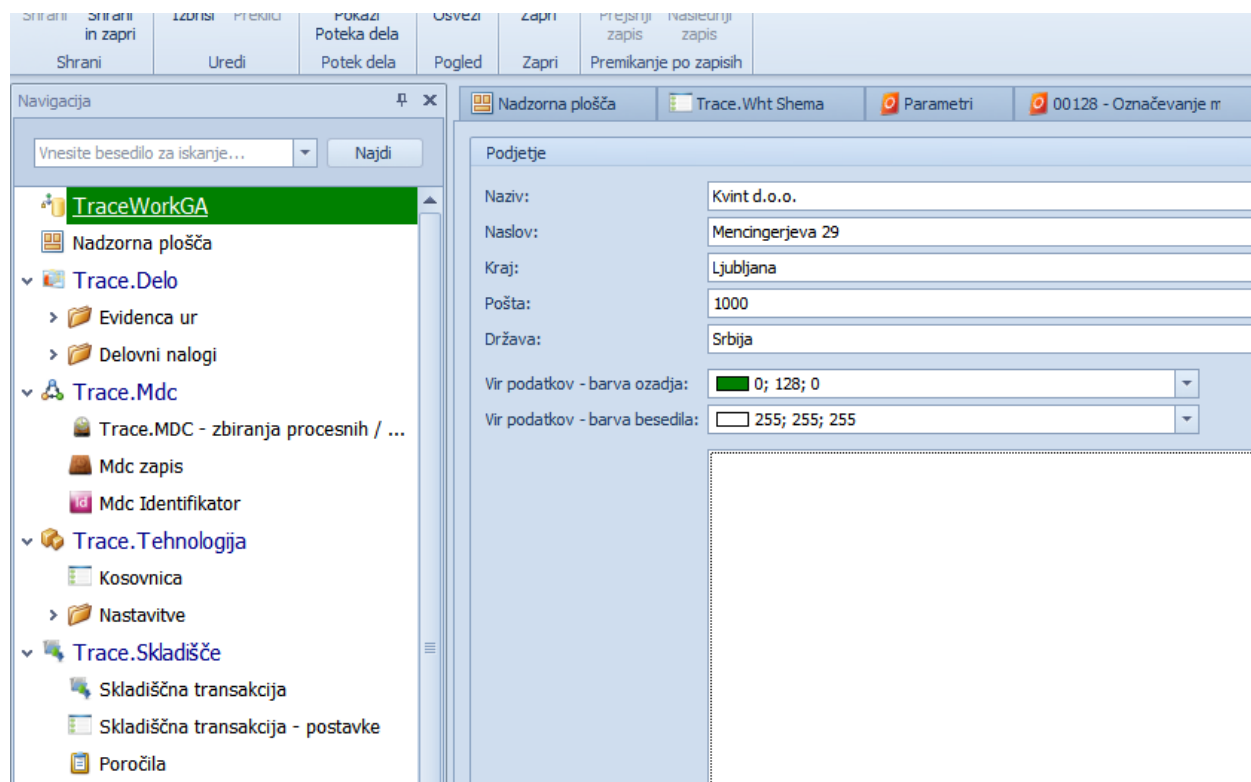 Shrani Shrani Izbriši Prekliči Pokaži Osveži Zapri Prejšnji Naslednji
in zapri Poteka dela zapis zapis
Shrani Uredi Potek dela Pogled Zapri Premikanje po zapisih
Navigacija
Vnesite besedilo za iskanje... Najdi
TraceWorkGA
Nadzorna plošča
Trace.Delo
Evidenca ur
Delovni nalogi
Trace.Mdc
Trace.MDC - zbiranja procesnih / ...
Mdc zapis
Mdc Identifikator
Trace.Tehnologija
Kosovnica
Nastavitve
Trace.Skladišče
Skladiščna transakcija
Skladiščna transakcija - postavke
Poročila
Nadzorna plošča Trace.Wht Shema Parametri 00128 - Označevanje m
Podjetje
Naziv: Kvint d.o.o.
Naslov: Mencingerjeva 29
Kraj: Ljubljana
Pošta: 1000
Država: Srbija
Vir podatkov - barva ozadja: 0; 128; 0
Vir podatkov - barva besedila: 255; 255; 255